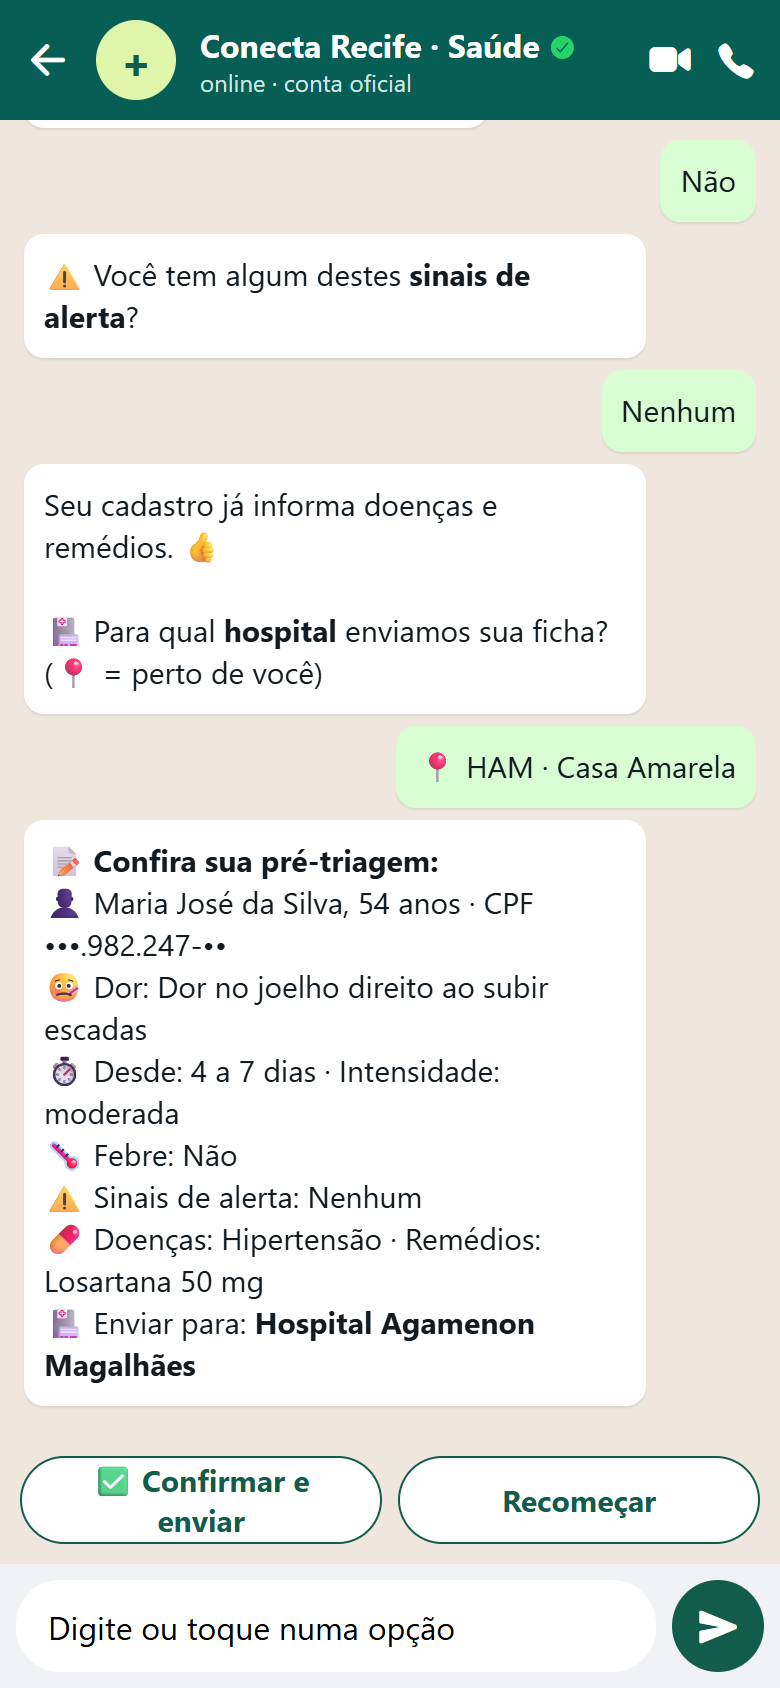 Conecta Recife · Saúde
online · conta oficial
Não
⚠️ Você tem algum destes sinais de
alerta?
Nenhum
Seu cadastro já informa doenças e
remédios. 👍
🏥 Para qual hospital enviamos sua ficha?
(📍 = perto de você)
📍 HAM · Casa Amarela
📝 Confira sua pré-triagem:
👤 Maria José da Silva, 54 anos · CPF
•••.982.247-••
🤒 Dor: Dor no joelho direito ao subir
escadas
⏱️ Desde: 4 a 7 dias · Intensidade:
moderada
🌡️ Febre: Não
⚠️ Sinais de alerta: Nenhum
💊 Doenças: Hipertensão · Remédios:
Losartana 50 mg
🏥 Enviar para: Hospital Agamenon
Magalhães
✅ Confirmar e
enviar
Recomeçar
Digite ou toque numa opção